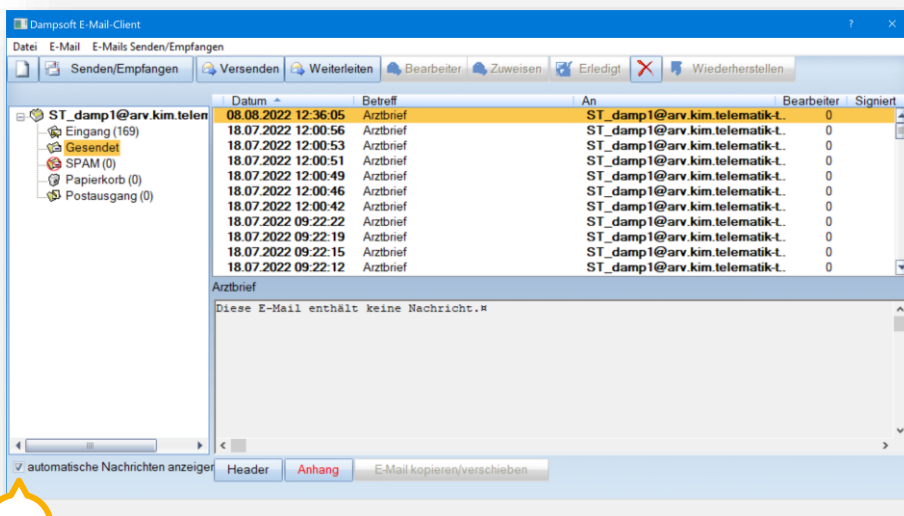 Dampsoft E-Mail-Client
Datei E-Mail E-Mails Senden/Empfangen
Senden/Empfangen Versenden Weiterleiten Bearbeiter Zuweisen Erledigt Wiederherstellen
Datum Betreff An Bearbeiter Signiert
ST_damp1@arv.kim.telen 08.08.2022 12:36:05 Arztbrief ST_damp1@arv.kim.telematik-t.. 0
Eingang (169) 18.07.2022 12:00:56 Arztbrief ST_damp1@arv.kim.telematik-t.. 0
Gesendet 18.07.2022 12:00:53 Arztbrief ST_damp1@arv.kim.telematik-t.. 0
SPAM (0) 18.07.2022 12:00:51 Arztbrief ST_damp1@arv.kim.telematik-t.. 0
Papierkorb (0) 18.07.2022 12:00:49 Arztbrief ST_damp1@arv.kim.telematik-t.. 0
Postausgang (0) 18.07.2022 12:00:46 Arztbrief ST_damp1@arv.kim.telematik-t.. 0
18.07.2022 12:00:42 Arztbrief ST_damp1@arv.kim.telematik-t.. 0
18.07.2022 09:22:22 Arztbrief ST_damp1@arv.kim.telematik-t.. 0
18.07.2022 09:22:19 Arztbrief ST_damp1@arv.kim.telematik-t.. 0
18.07.2022 09:22:15 Arztbrief ST_damp1@arv.kim.telematik-t.. 0
18.07.2022 09:22:12 Arztbrief ST_damp1@arv.kim.telematik-t.. 0
Arztbrief
Diese E-Mail enthält keine Nachricht.¤
automatische Nachrichten anzeigen Header Anhang E-Mail kopieren/verschieben